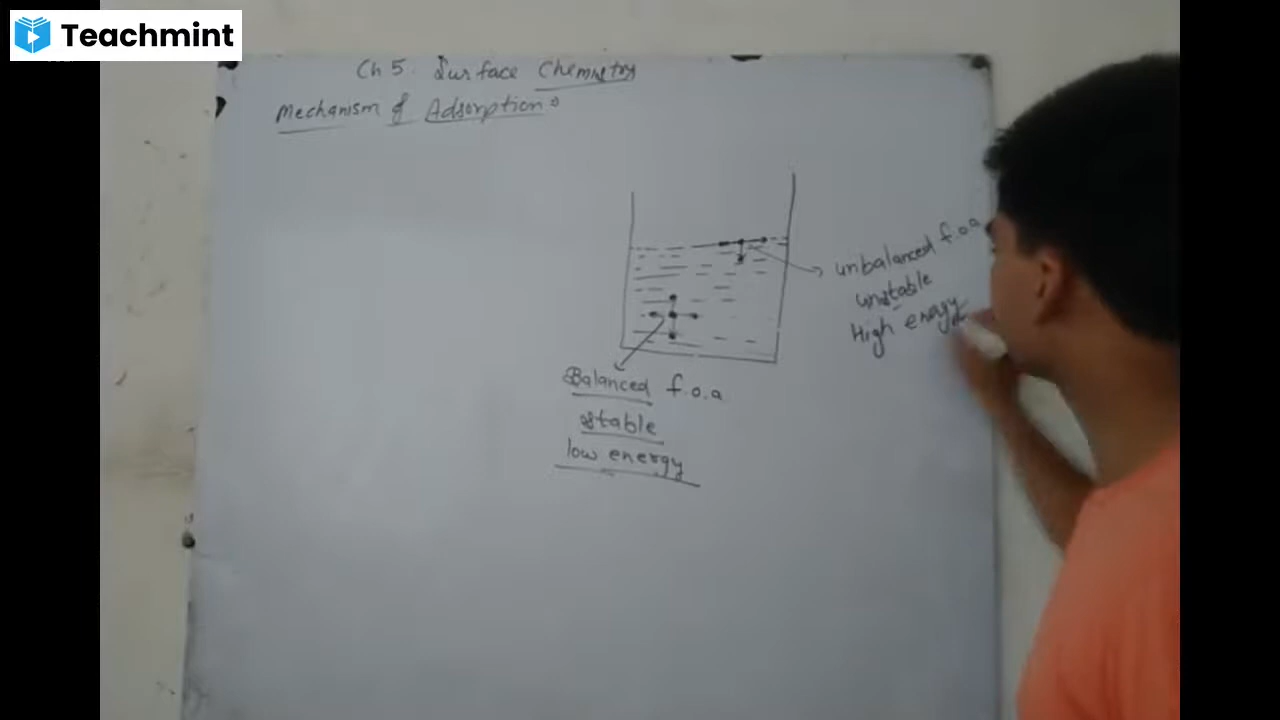 Teachmint
Ch 5. Surface Chemistry
Mechanism of Adsorption:
unbalanced f.o.a
unstable
High energy
Balanced f.o.a
stable
low energy